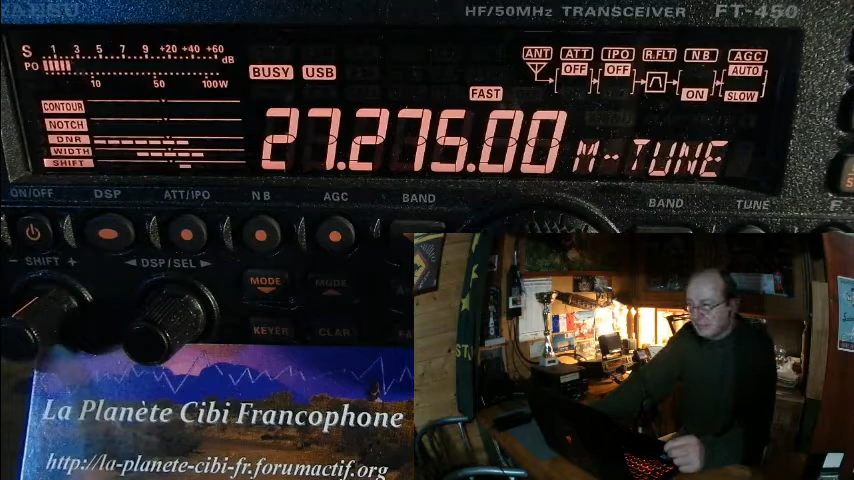 YAESU
HF/50MHz TRANSCEIVER FT-450
S 1 3 5 7 9 +20 +40 +60 dB
PO 10 50 100W
BUSY USB
FAST
ANT ATT IPO R.FLT NB AGC
OFF OFF AUTO
ON SLOW
CONTOUR
NOTCH
DNR
WIDTH
SHIFT
27.275.00 M-TUNE
ON/OFF DSP ATT/IPO NB AGC BAND BAND TUNE
- SHIFT + ◄DSP/SEL►
MODE MODE
KEYER CLAR
La Planète Cibi Francophone
http://la-planete-cibi-fr.forumactif.org